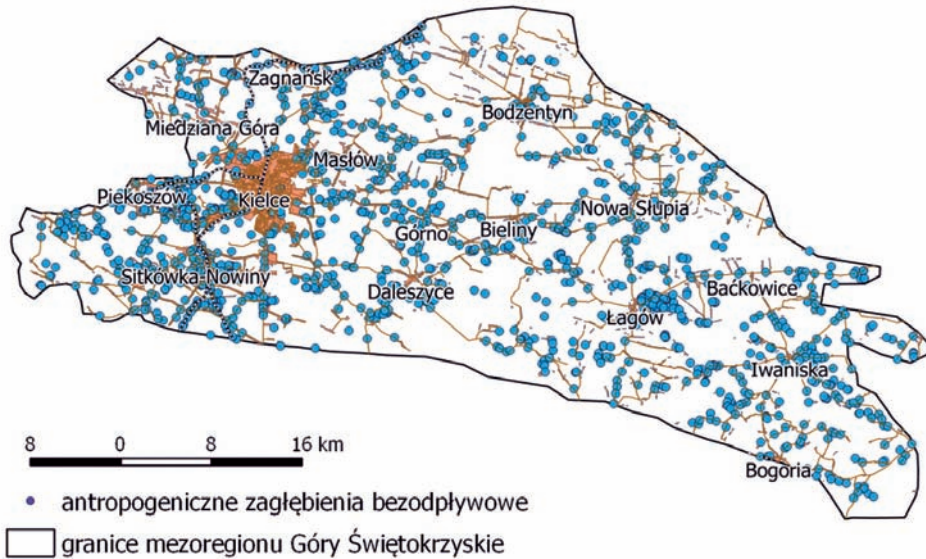 Zagnańsk
Bodzentyn
Miedziana Góra
Masłów
Piekoszów
Kielce
Nowa Słupia
Górno
Bieliny
Sitkówka-Nowiny
Daleszyce
Baćkowice
Łagów
Iwaniska
Bogoria
8 0 8 16 km
antropogeniczne zagłębienia bezodpływowe
granice mezoregionu Góry Świętokrzyskie